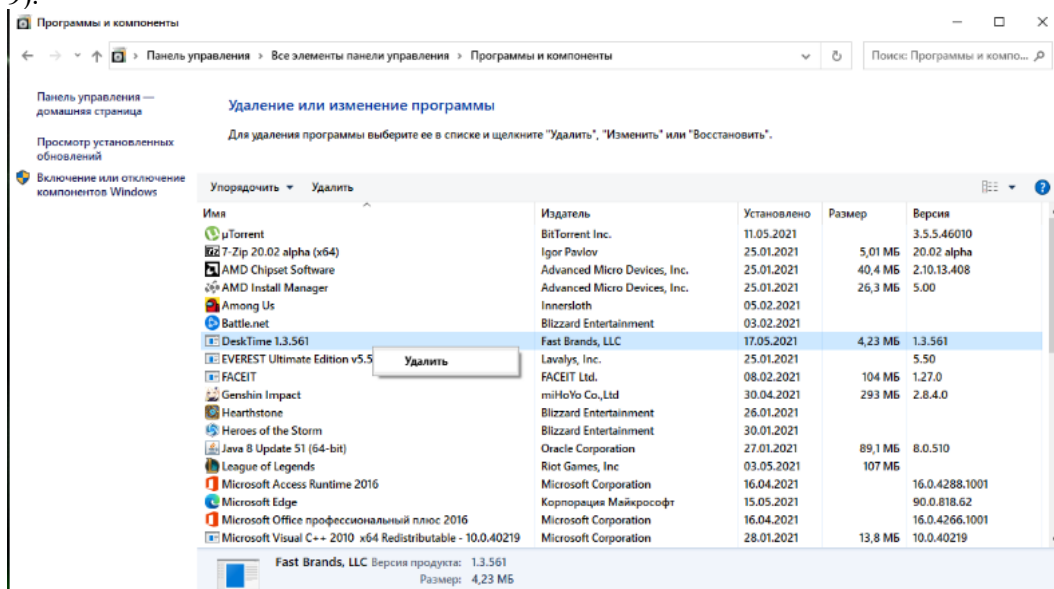 9).
Программы и компоненты
Панель управления > Все элементы панели управления > Программы и компоненты
Поиск: Программы и компо...
Панель управления —
домашняя страница
Просмотр установленных
обновлений
Включение или отключение
компонентов Windows
Удаление или изменение программы
Для удаления программы выберите ее в списке и щелкните "Удалить", "Изменить" или "Восстановить".
Упорядочить Удалить
Имя Издатель Установлено Размер Версия
µTorrent BitTorrent Inc. 11.05.2021 3.5.5.46010
7-Zip 20.02 alpha (x64) Igor Pavlov 25.01.2021 5,01 МБ 20.02 alpha
AMD Chipset Software Advanced Micro Devices, Inc. 25.01.2021 40,4 МБ 2.10.13.408
AMD Install Manager Advanced Micro Devices, Inc. 25.01.2021 26,3 МБ 5.00
Among Us Innersloth 05.02.2021
Battle.net Blizzard Entertainment 03.02.2021
DeskTime 1.3.561 Fast Brands, LLC 17.05.2021 4,23 МБ 1.3.561
EVEREST Ultimate Edition v5.5 Lavalys, Inc. 25.01.2021 5.50
Удалить
FACEIT FACEIT Ltd. 08.02.2021 104 МБ 1.27.0
Genshin Impact miHoYo Co.,Ltd 30.04.2021 293 МБ 2.8.4.0
Hearthstone Blizzard Entertainment 26.01.2021
Heroes of the Storm Blizzard Entertainment 30.01.2021
Java 8 Update 51 (64-bit) Oracle Corporation 27.01.2021 89,1 МБ 8.0.510
League of Legends Riot Games, Inc 03.05.2021 107 МБ
Microsoft Access Runtime 2016 Microsoft Corporation 16.04.2021 16.0.4288.1001
Microsoft Edge Корпорация Майкрософт 15.05.2021 90.0.818.62
Microsoft Office профессиональный плюс 2016 Microsoft Corporation 16.04.2021 16.0.4266.1001
Microsoft Visual C++ 2010 x64 Redistributable - 10.0.40219 Microsoft Corporation 28.01.2021 13,8 МБ 10.0.40219
Fast Brands, LLC Версия продукта: 1.3.561
Размер: 4,23 МБ